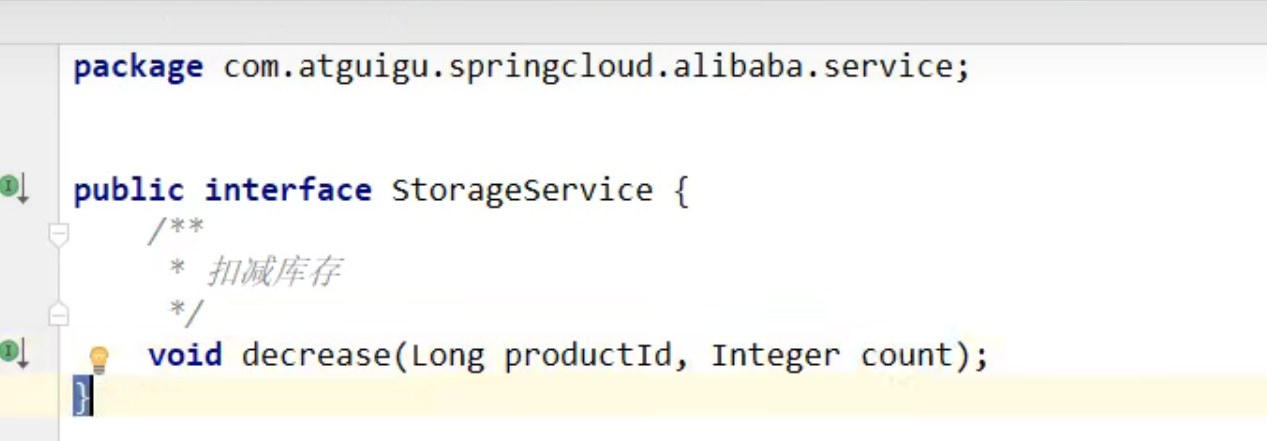 package com.atguigu.springcloud.alibaba.service;
public interface StorageService {
/**
* 扣减库存
*/
void decrease(Long productId, Integer count);
}